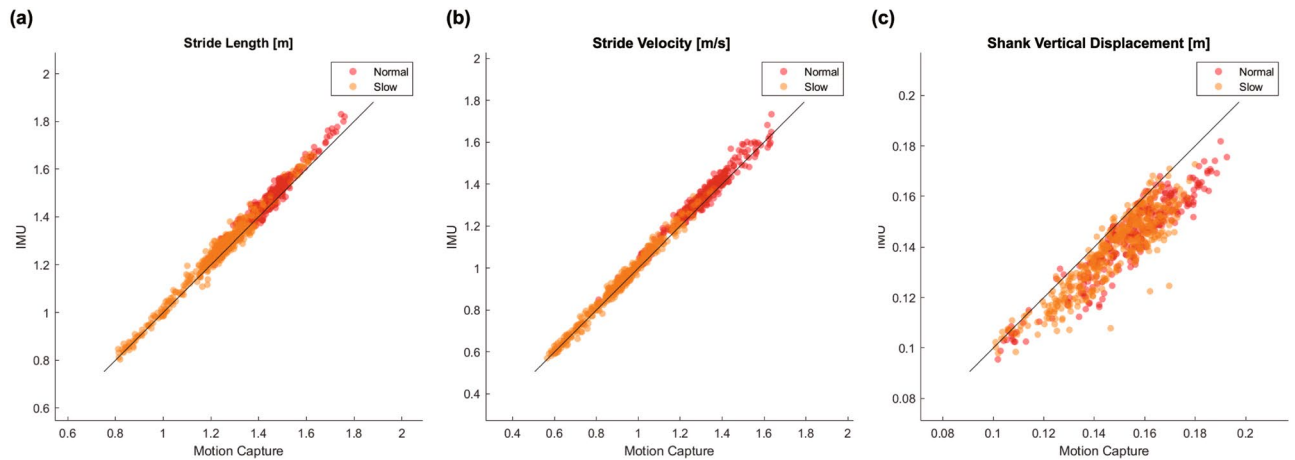 (a)
Stride Length [m]
Normal
Slow
2
1.8
1.6
1.4
1.2
1
0.8
0.6
IMU
0.6 0.8 1 1.2 1.4 1.6 1.8 2
Motion Capture
(b)
Stride Velocity [m/s]
Normal
Slow
2
1.8
1.6
1.4
1.2
1
0.8
0.6
0.4
IMU
0.4 0.6 0.8 1 1.2 1.4 1.6 1.8 2
Motion Capture
(c)
Shank Vertical Displacement [m]
Normal
Slow
0.2
0.18
0.16
0.14
0.12
0.1
0.08
IMU
0.08 0.1 0.12 0.14 0.16 0.18 0.2
Motion Capture